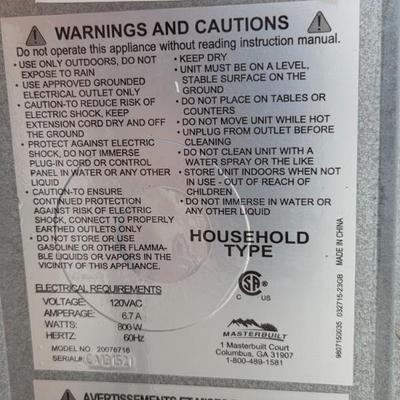 WARNINGS AND CAUTIONS
Do not operate this appliance without reading instruction manual.
• USE ONLY OUTDOORS, DO NOT
EXPOSE TO RAIN
• USE APPROVED GROUNDED
ELECTRICAL OUTLET ONLY
• CAUTION-TO REDUCE RISK OF
ELECTRIC SHOCK, KEEP
EXTENSION CORD DRY AND OFF
THE GROUND
• PROTECT AGAINST ELECTRIC
SHOCK, DO NOT IMMERSE
PLUG-IN CORD OR CONTROL
PANEL IN WATER OR ANY OTHER
LIQUID
• CAUTION-TO ENSURE
CONTINUED PROTECTION
AGAINST RISK OF ELECTRIC
SHOCK, CONNECT TO PROPERLY
EARTHED OUTLETS ONLY
• DO NOT STORE OR USE
GASOLINE OR OTHER FLAMMA-
BLE LIQUIDS OR VAPORS IN THE
VICINITY OF THIS APPLIANCE.
• KEEP DRY
• UNIT MUST BE ON A LEVEL,
STABLE SURFACE ON THE
GROUND
• DO NOT PLACE ON TABLES OR
COUNTERS
• DO NOT MOVE UNIT WHILE HOT
• UNPLUG FROM OUTLET BEFORE
CLEANING
• DO NOT CLEAN UNIT WITH A
WATER SPRAY OR THE LIKE
• STORE UNIT INDOORS WHEN NOT
IN USE - OUT OF REACH OF
CHILDREN
• DO NOT IMMERSE IN WATER OR
ANY OTHER LIQUID
HOUSEHOLD
TYPE
ELECTRICAL REQUIREMENTS
VOLTAGE: 120VAC
AMPERAGE: 6.7 A
WATTS: 800 W
HERTZ: 60Hz
MODEL NO. 20076716
SERIAL#:
C US
MASTERBUILT
1 Masterbuilt Court
Columbus, GA 31907
1-800-489-1581
9807150035 032715-23GB MADE IN CHINA
AVERTISSEMENTS ET MISES